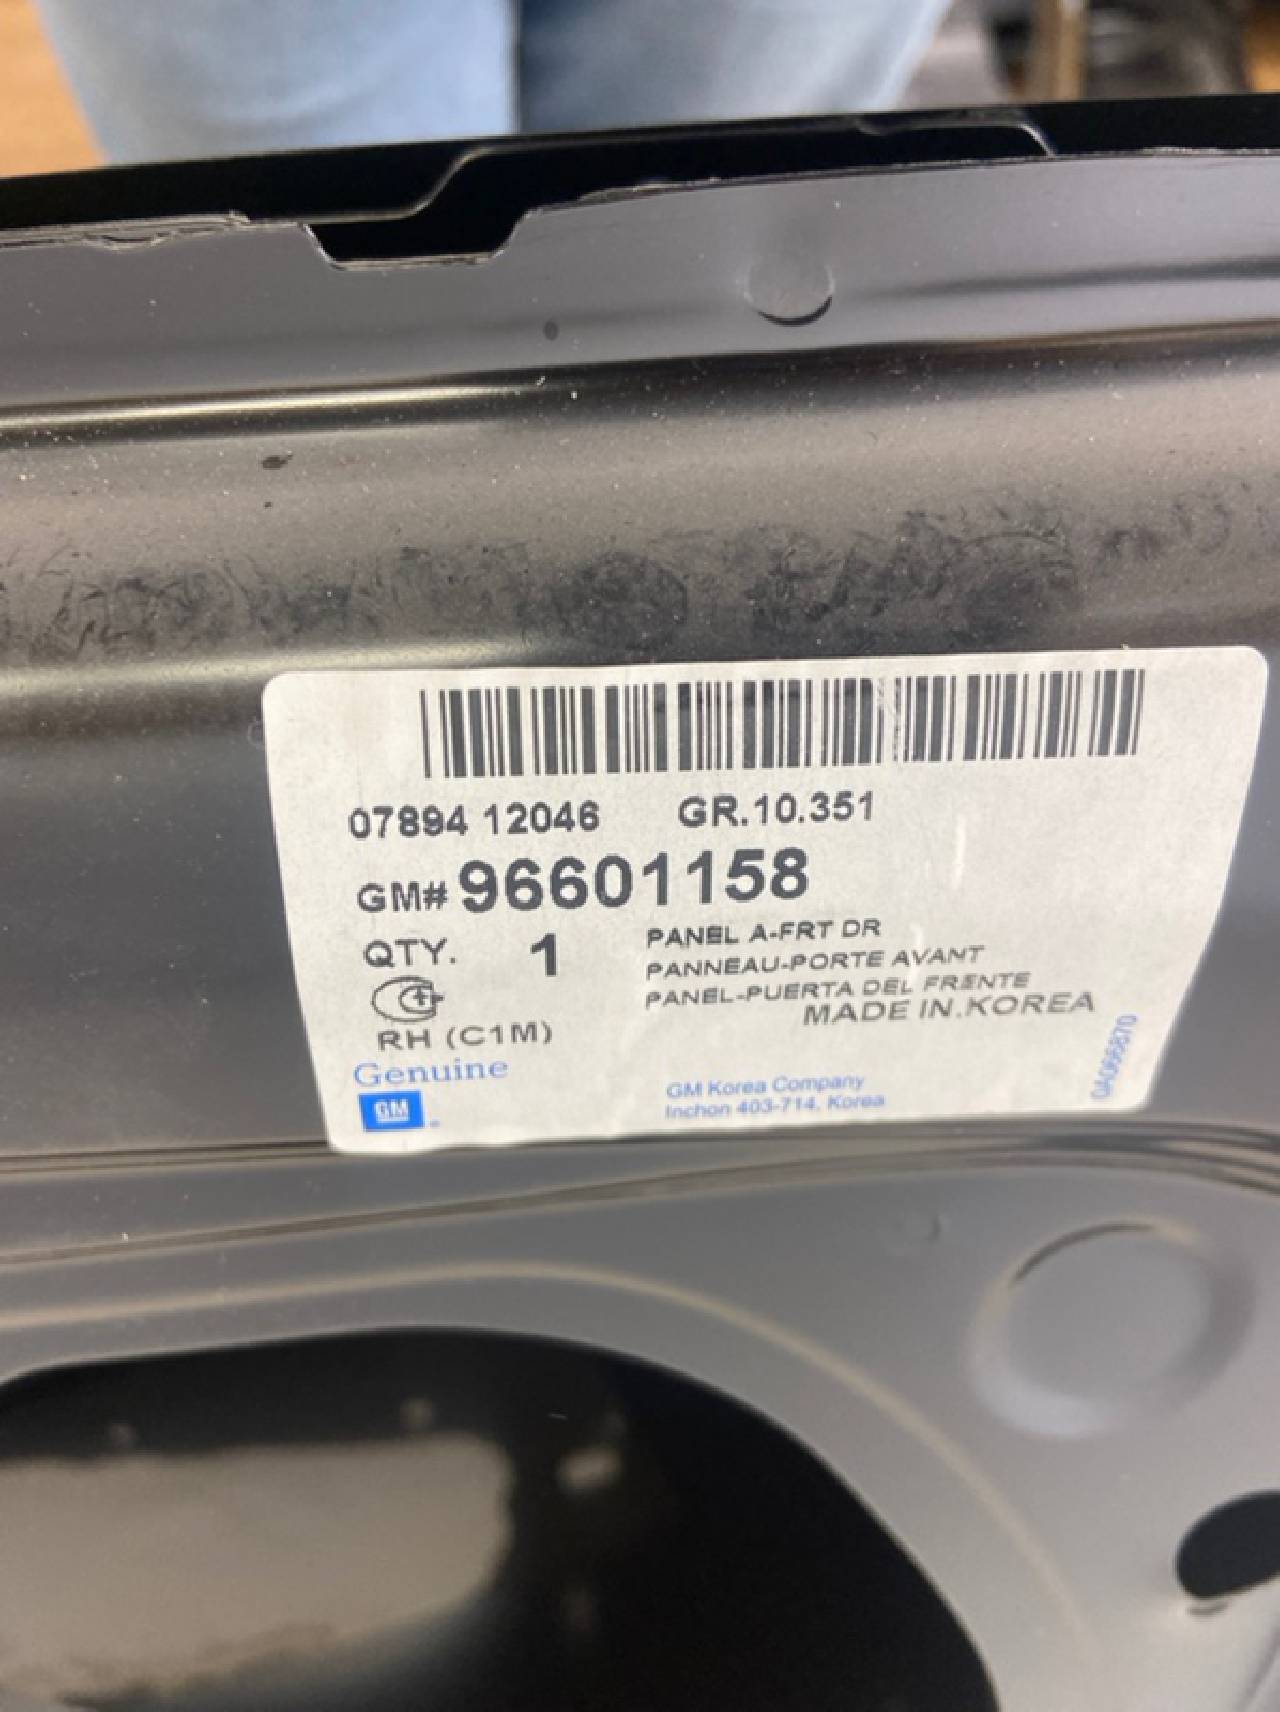 07894 12046 GR.10.351
GM# 96601158
QTY. 1
PANEL A-FRT DR
PANNEAU-PORTE AVANT
PANEL-PUERTA DEL FRENTE
MADE IN.KOREA
RH (C1M)
Genuine
GM
GM Korea Company
Inchon 403-714, Korea
0A066870